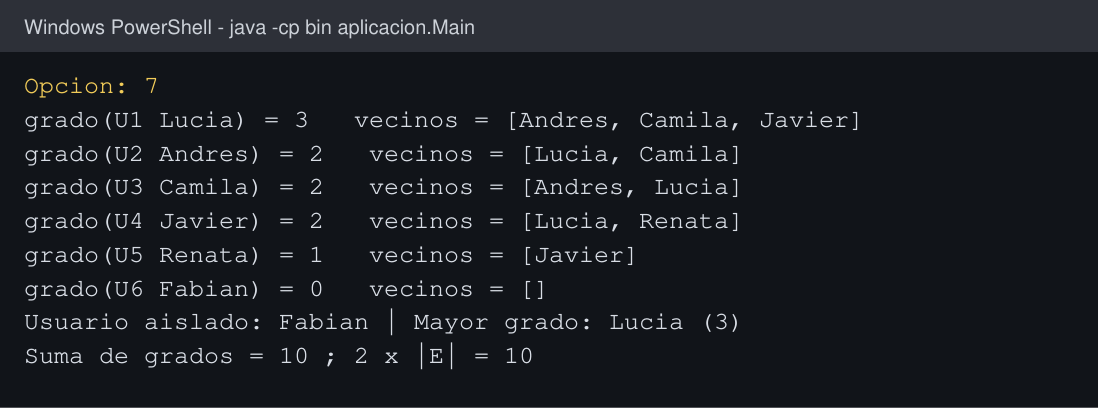 Windows PowerShell - java -cp bin aplicacion.Main
Opcion: 7
grado(U1 Lucia) = 3   vecinos = [Andres, Camila, Javier]
grado(U2 Andres) = 2   vecinos = [Lucia, Camila]
grado(U3 Camila) = 2   vecinos = [Andres, Lucia]
grado(U4 Javier) = 2   vecinos = [Lucia, Renata]
grado(U5 Renata) = 1   vecinos = [Javier]
grado(U6 Fabian) = 0   vecinos = []
Usuario aislado: Fabian | Mayor grado: Lucia (3)
Suma de grados = 10 ; 2 x |E| = 10